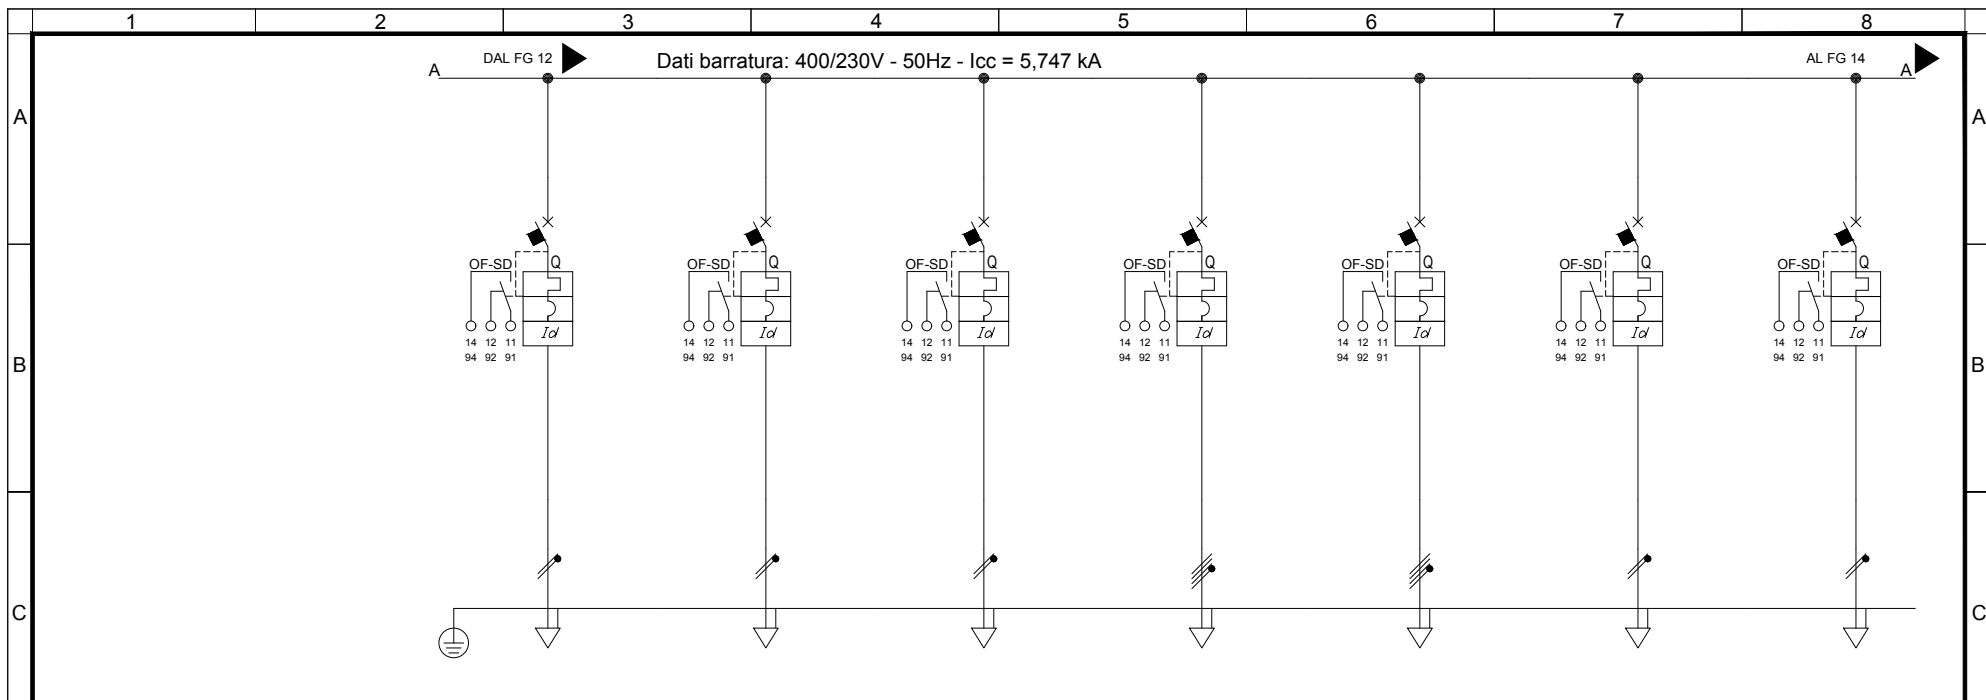 1 2 3 4 5 6 7 8
DAL FG 12 Dati barratura: 400/230V - 50Hz - Icc = 5,747 kA AL FG 14
A A
A A
OF-SD Q OF-SD Q OF-SD Q OF-SD Q OF-SD Q OF-SD Q OF-SD Q
Id Id Id Id Id Id Id
14 12 11 14 12 11 14 12 11 14 12 11 14 12 11 14 12 11 14 12 11
94 92 91 94 92 91 94 92 91 94 92 91 94 92 91 94 92 91 94 92 91
B B
C C